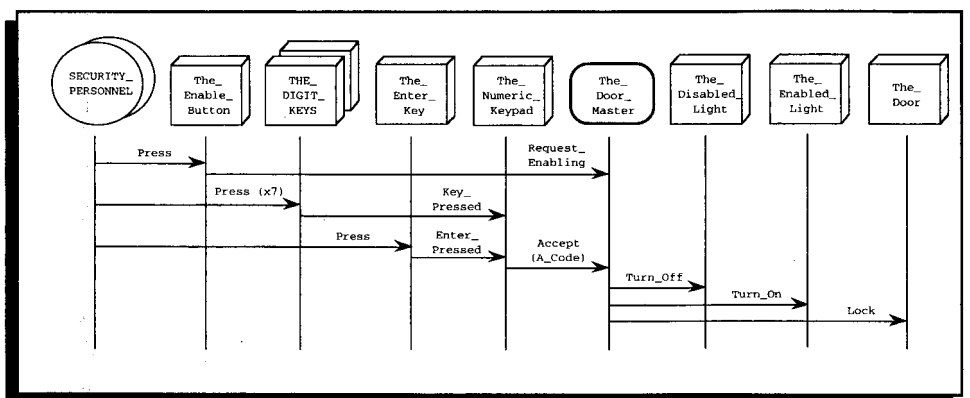 SECURITY_
PERSONNEL
The_
Enable_
Button
THE_
DIGIT_
KEYS
The_
Enter_
Key
The_
Numeric_
Keypad
The_
Door_
Master
The_
Disabled_
Light
The_
Enabled_
Light
The_
Door
Press
Request_
Enabling
Press (x7)
Key_
Pressed
Press
Enter_
Pressed
Accept
(A_Code)
Turn_Off
Turn_On
Lock